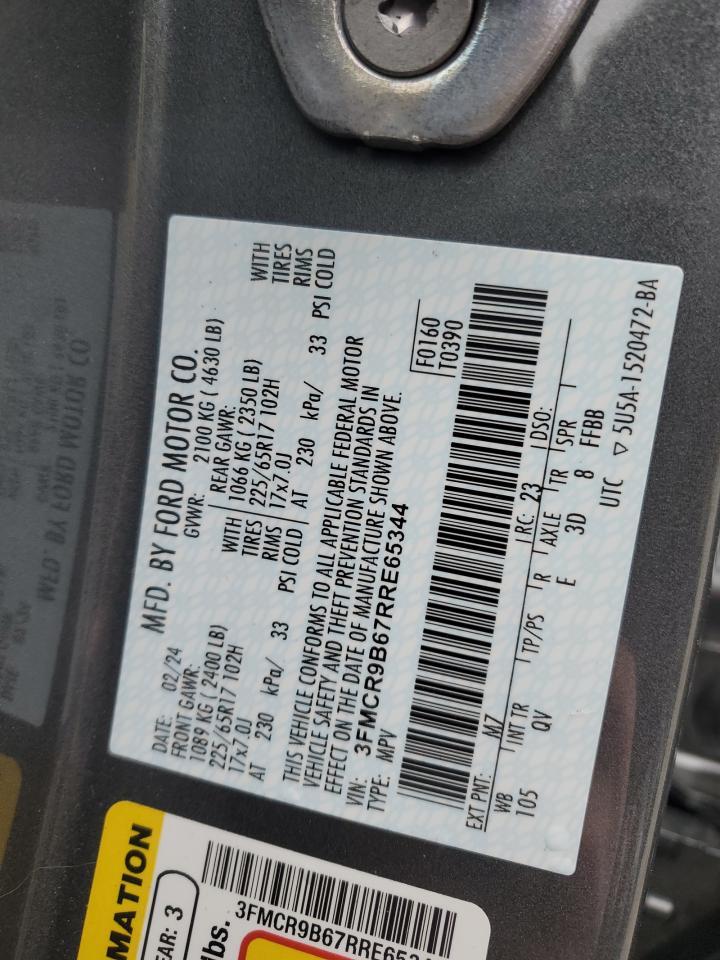 MFD. BY FORD MOTOR CO.
DATE: 02/24 GVWR: 2100 KG ( 4630 LB)
FRONT GAWR: REAR GAWR:
1089 KG ( 2400 LB) WITH 1066 KG ( 2350 LB) WITH
225/65R17 102H TIRES 225/65R17 102H TIRES
17x7.0J RIMS 17x7.0J RIMS
AT 230 kPa/ 33 PSI COLD AT 230 kPa/ 33 PSI COLD
THIS VEHICLE CONFORMS TO ALL APPLICABLE FEDERAL MOTOR
VEHICLE SAFETY AND THEFT PREVENTION STANDARDS IN
EFFECT ON THE DATE OF MANUFACTURE SHOWN ABOVE.
VIN: 3FMCR9B67RRE65344
TYPE: MPV
F0160
T0390
EXT PNT: M7 RC: 23 DSO:
WB INT TR TP/PS R AXLE TR SPR
105 QV E 3D 8 FFBB
UTC ▽ 5U5A-1520472-BA
MATION
EAR: 3
lbs.
3FMCR9B67RRE6534